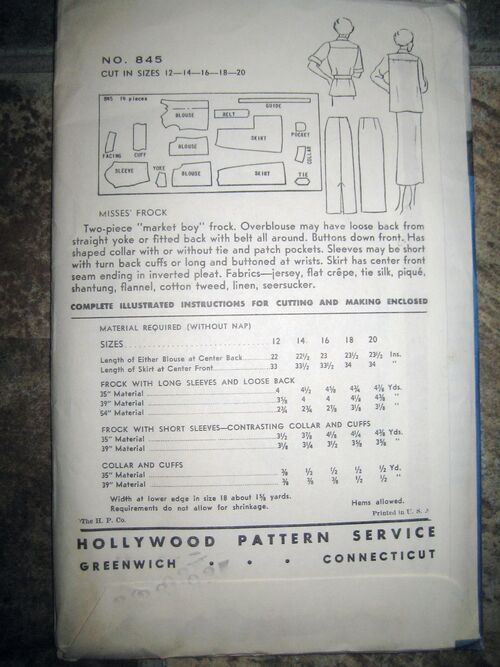 NO. 845
CUT IN SIZES 12—14—16—18—20
845 19 pieces
GUIDE
BLOUSE
BELT
POCKET
FACING
CUFF
BLOUSE
SKIRT
COLLAR
SLEEVE
YOKE
BLOUSE
SKIRT
TIE
MISSES' FROCK
Two-piece "market boy" frock. Overblouse may have loose back from
straight yoke or fitted back with belt all around. Buttons down front. Has
shaped collar with or without tie and patch pockets. Sleeves may be short
with turn back cuffs or long and buttoned at wrists. Skirt has center front
seam ending in inverted pleat. Fabrics—jersey, flat crêpe, tie silk, piqué,
shantung, flannel, cotton tweed, linen, seersucker.
COMPLETE ILLUSTRATED INSTRUCTIONS FOR CUTTING AND MAKING ENCLOSED
MATERIAL REQUIRED (WITHOUT NAP)
SIZES 12 14 16 18 20
Length of Either Blouse at Center Back 22 22½ 23 23½ 23½ Ins.
Length of Skirt at Center Front 33 33½ 33½ 34 34 "
FROCK WITH LONG SLEEVES AND LOOSE BACK
35" Material 4 4½ 4⅝ 4¾ 4⅞ Yds.
39" Material 3⅝ 4 4 4⅛ 4⅜ "
54" Material 2¾ 2¾ 2⅞ 3⅛ 3⅛ "
FROCK WITH SHORT SLEEVES—CONTRASTING COLLAR AND CUFFS
35" Material 3½ 3⅞ 4⅛ 4¼ 4⅜ Yds.
39" Material 3⅛ 3¼ 3½ 3⅝ 3⅝ "
COLLAR AND CUFFS
35" Material ⅜ ½ ½ ½ ½ Yd.
39" Material ⅜ ⅜ ⅜ ½ ½ "
Width at lower edge in size 18 about 1⅝ yards. Hems allowed.
Requirements do not allow for shrinkage.
The H. P. Co. Printed in U. S.
HOLLYWOOD PATTERN SERVICE
GREENWICH • • • CONNECTICUT